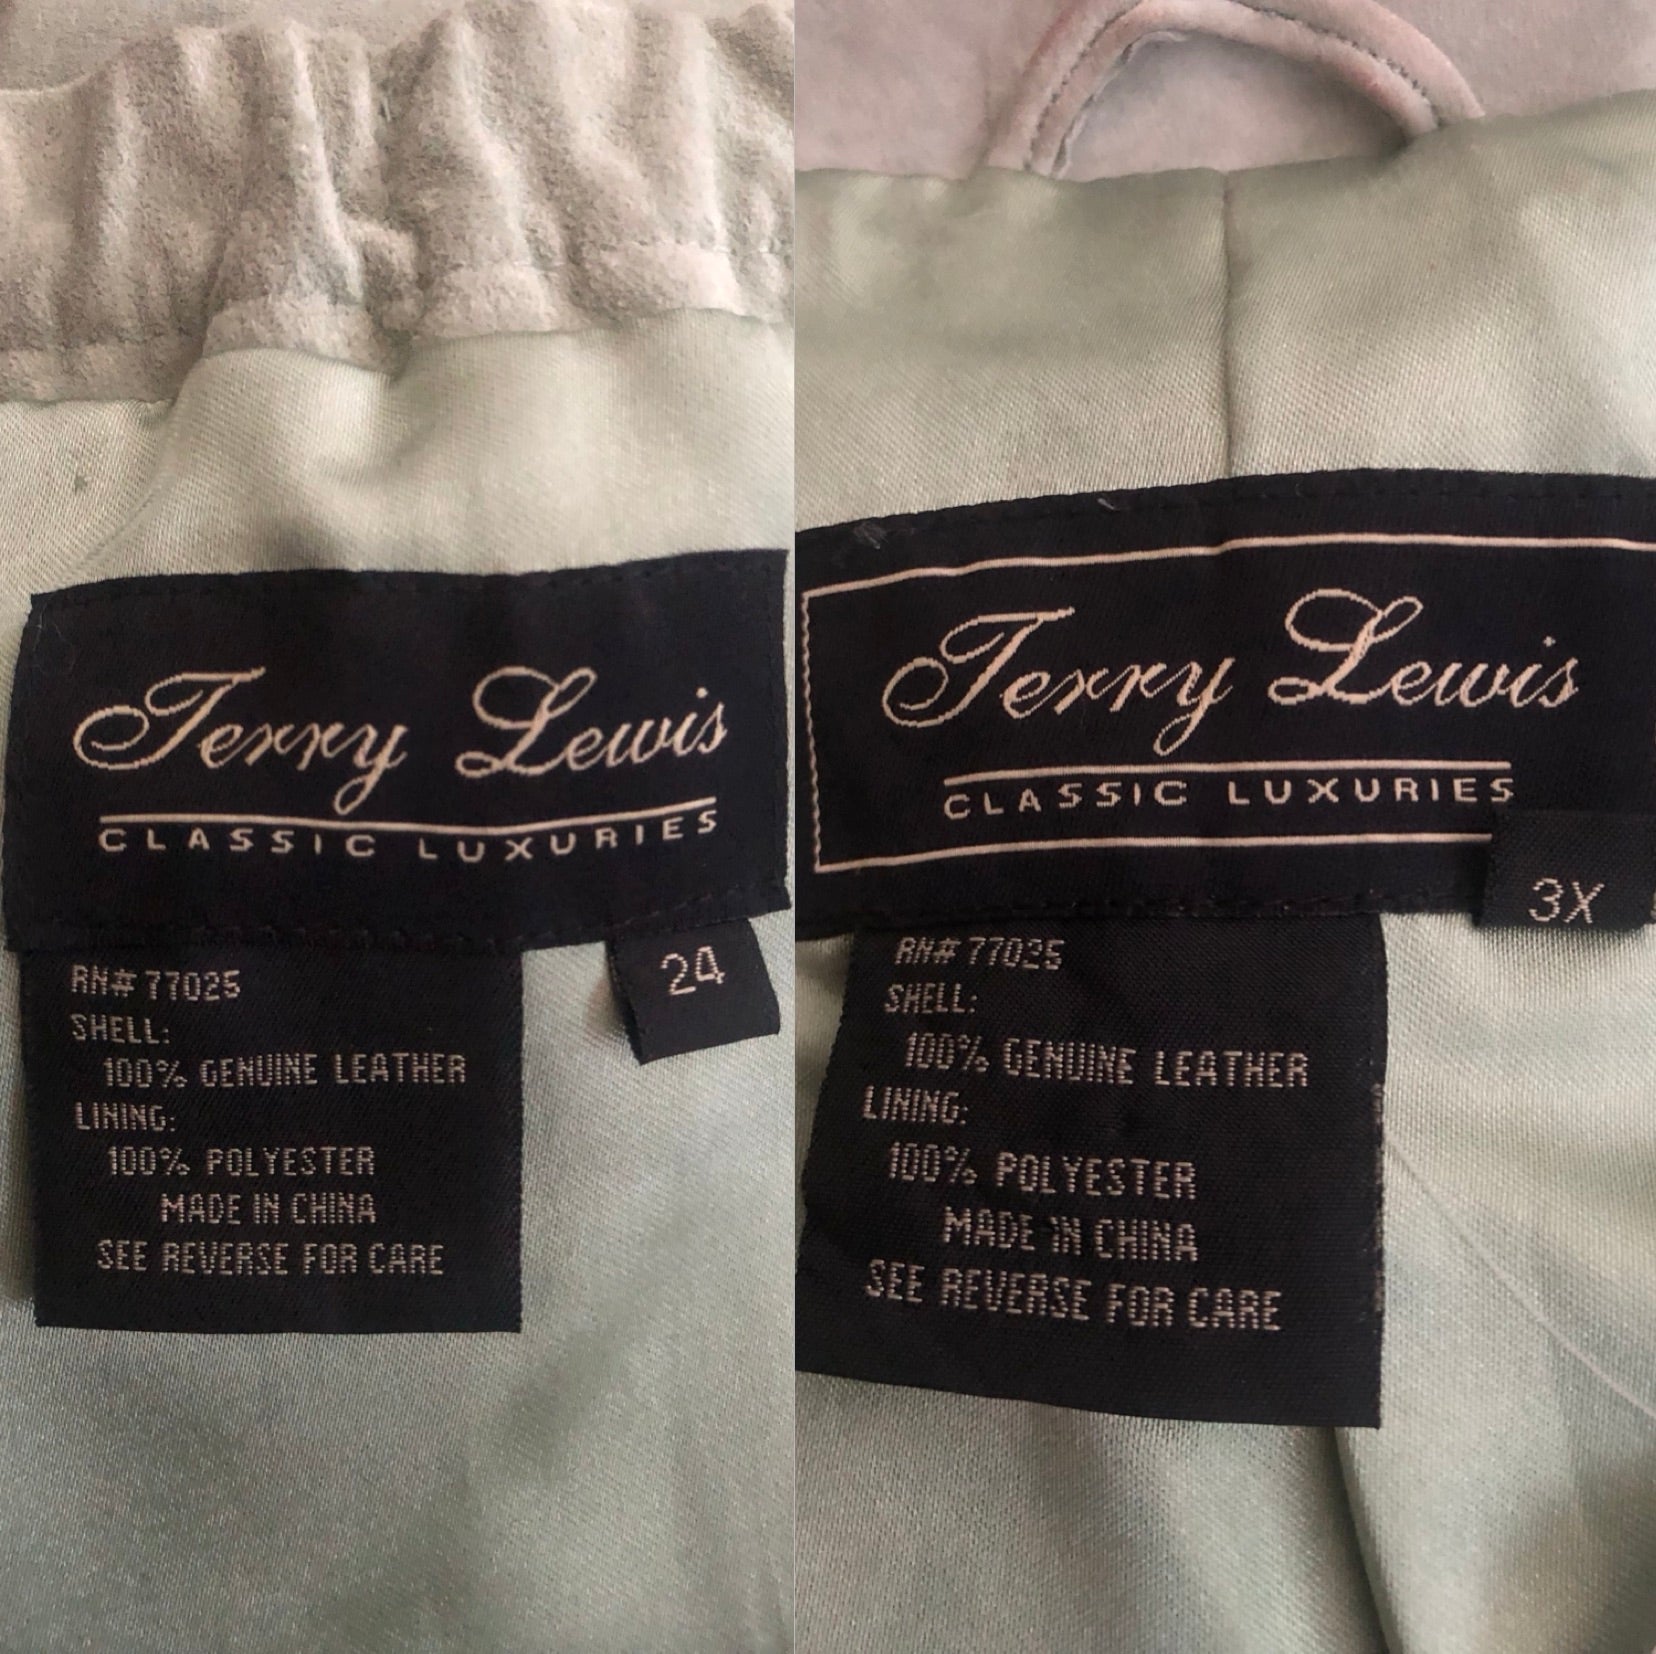 Terry Lewis
CLASSIC LUXURIES
24
RN# 77025
SHELL:
100% GENUINE LEATHER
LINING:
100% POLYESTER
MADE IN CHINA
SEE REVERSE FOR CARE
Terry Lewis
CLASSIC LUXURIES
3X
RN# 77025
SHELL:
100% GENUINE LEATHER
LINING:
100% POLYESTER
MADE IN CHINA
SEE REVERSE FOR CARE